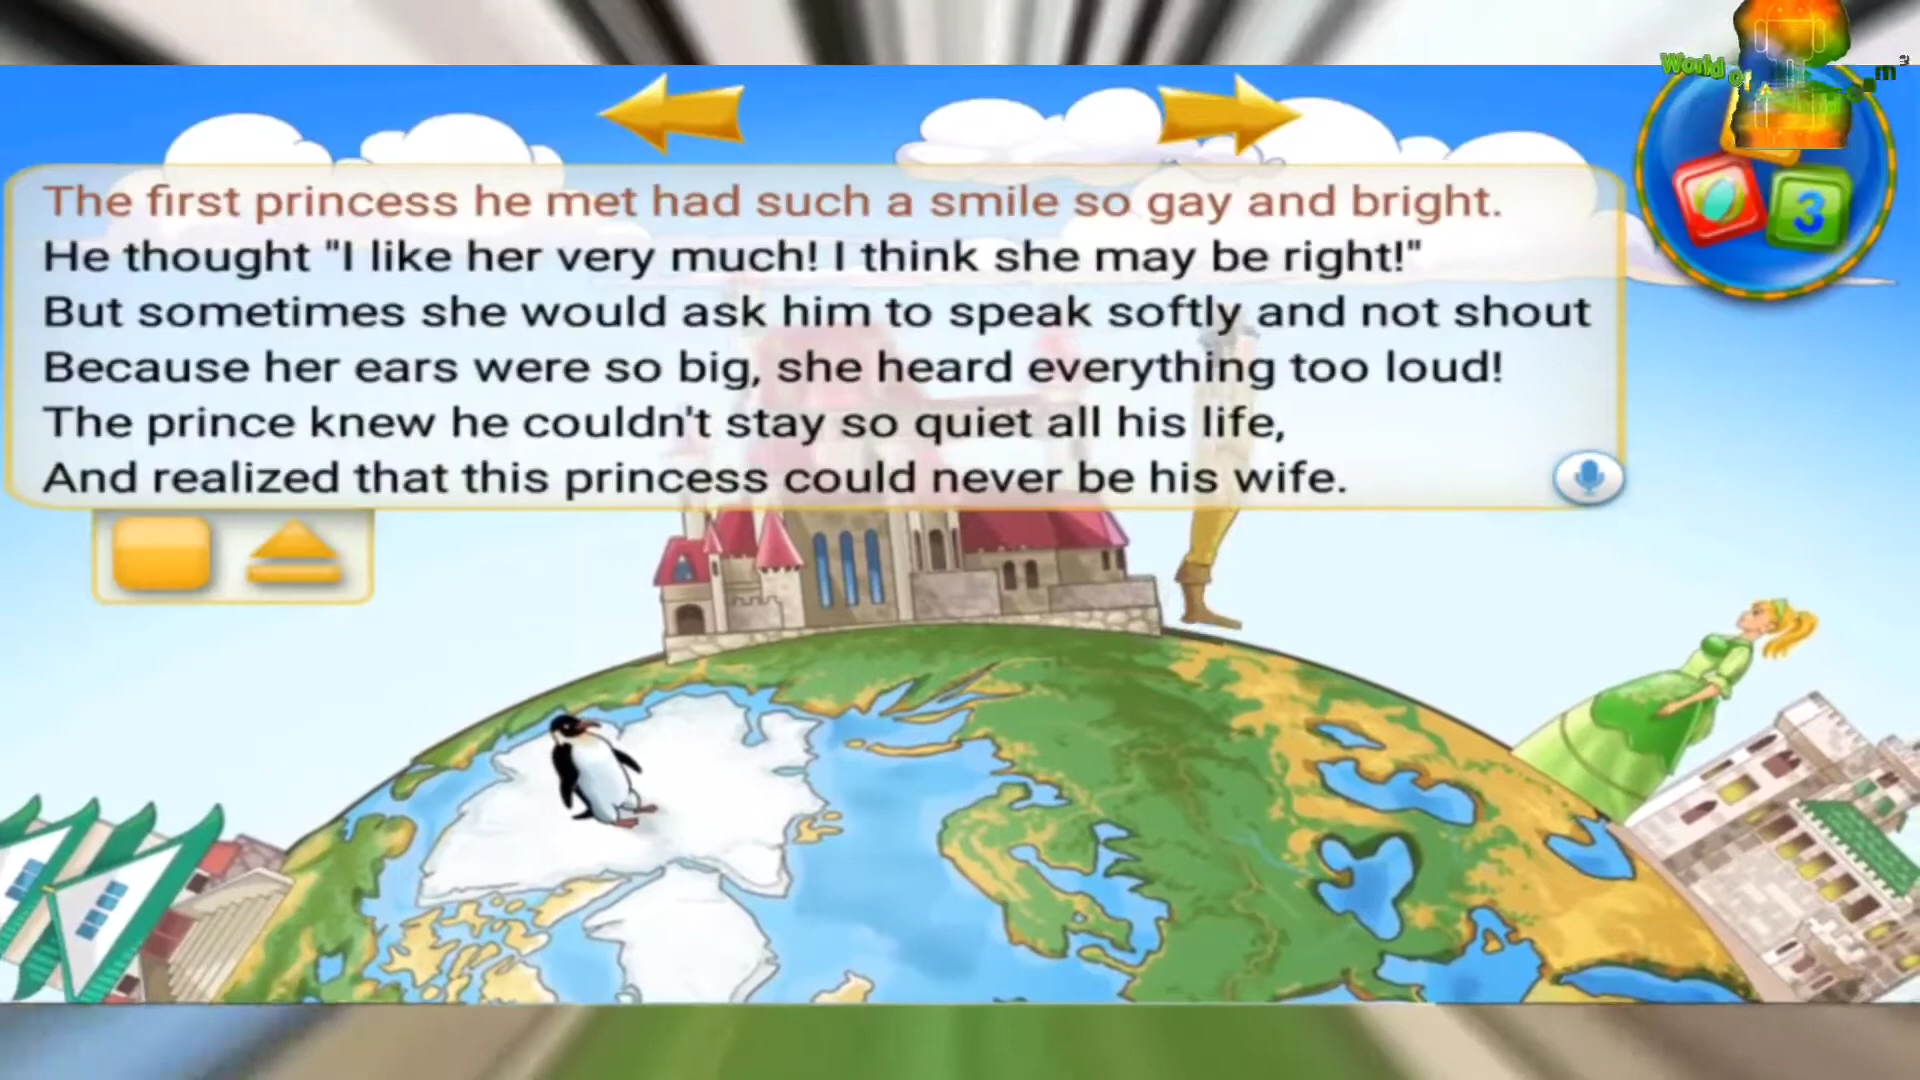 World of
The first princess he met had such a smile so gay and bright.
He thought "I like her very much! I think she may be right!"
But sometimes she would ask him to speak softly and not shout
Because her ears were so big, she heard everything too loud!
The prince knew he couldn't stay so quiet all his life,
And realized that this princess could never be his wife.
3